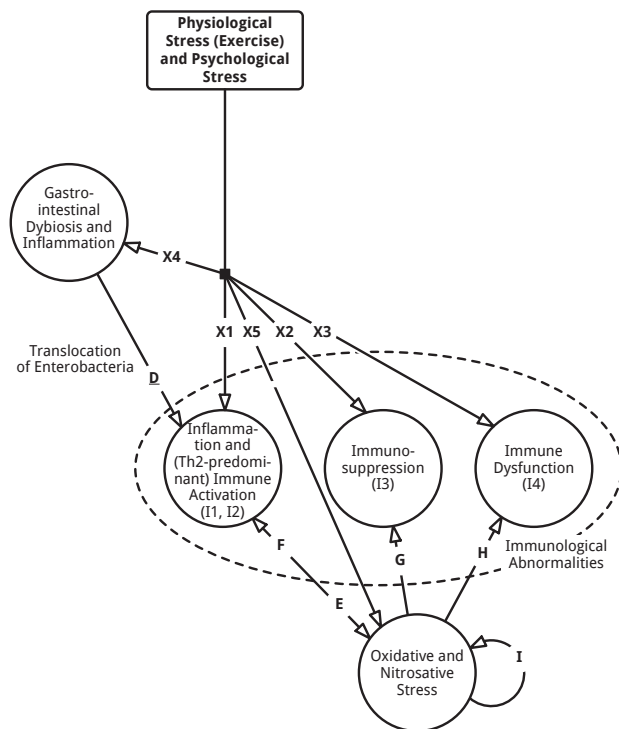 Physiological
Stress (Exercise)
and Psychological
Stress
Gastro-
intestinal
Dybiosis and
Inflammation
X4
X1
X5
X2
X3
Translocation
of Enterobacteria
D
Inflamma-
tion and
(Th2-predomi-
nant) Immune
Activation
(I1, I2)
Immuno-
suppression
(I3)
Immune
Dysfunction
(I4)
F
G
H
Immunological
Abnormalities
E
Oxidative and
Nitrosative
Stress
I